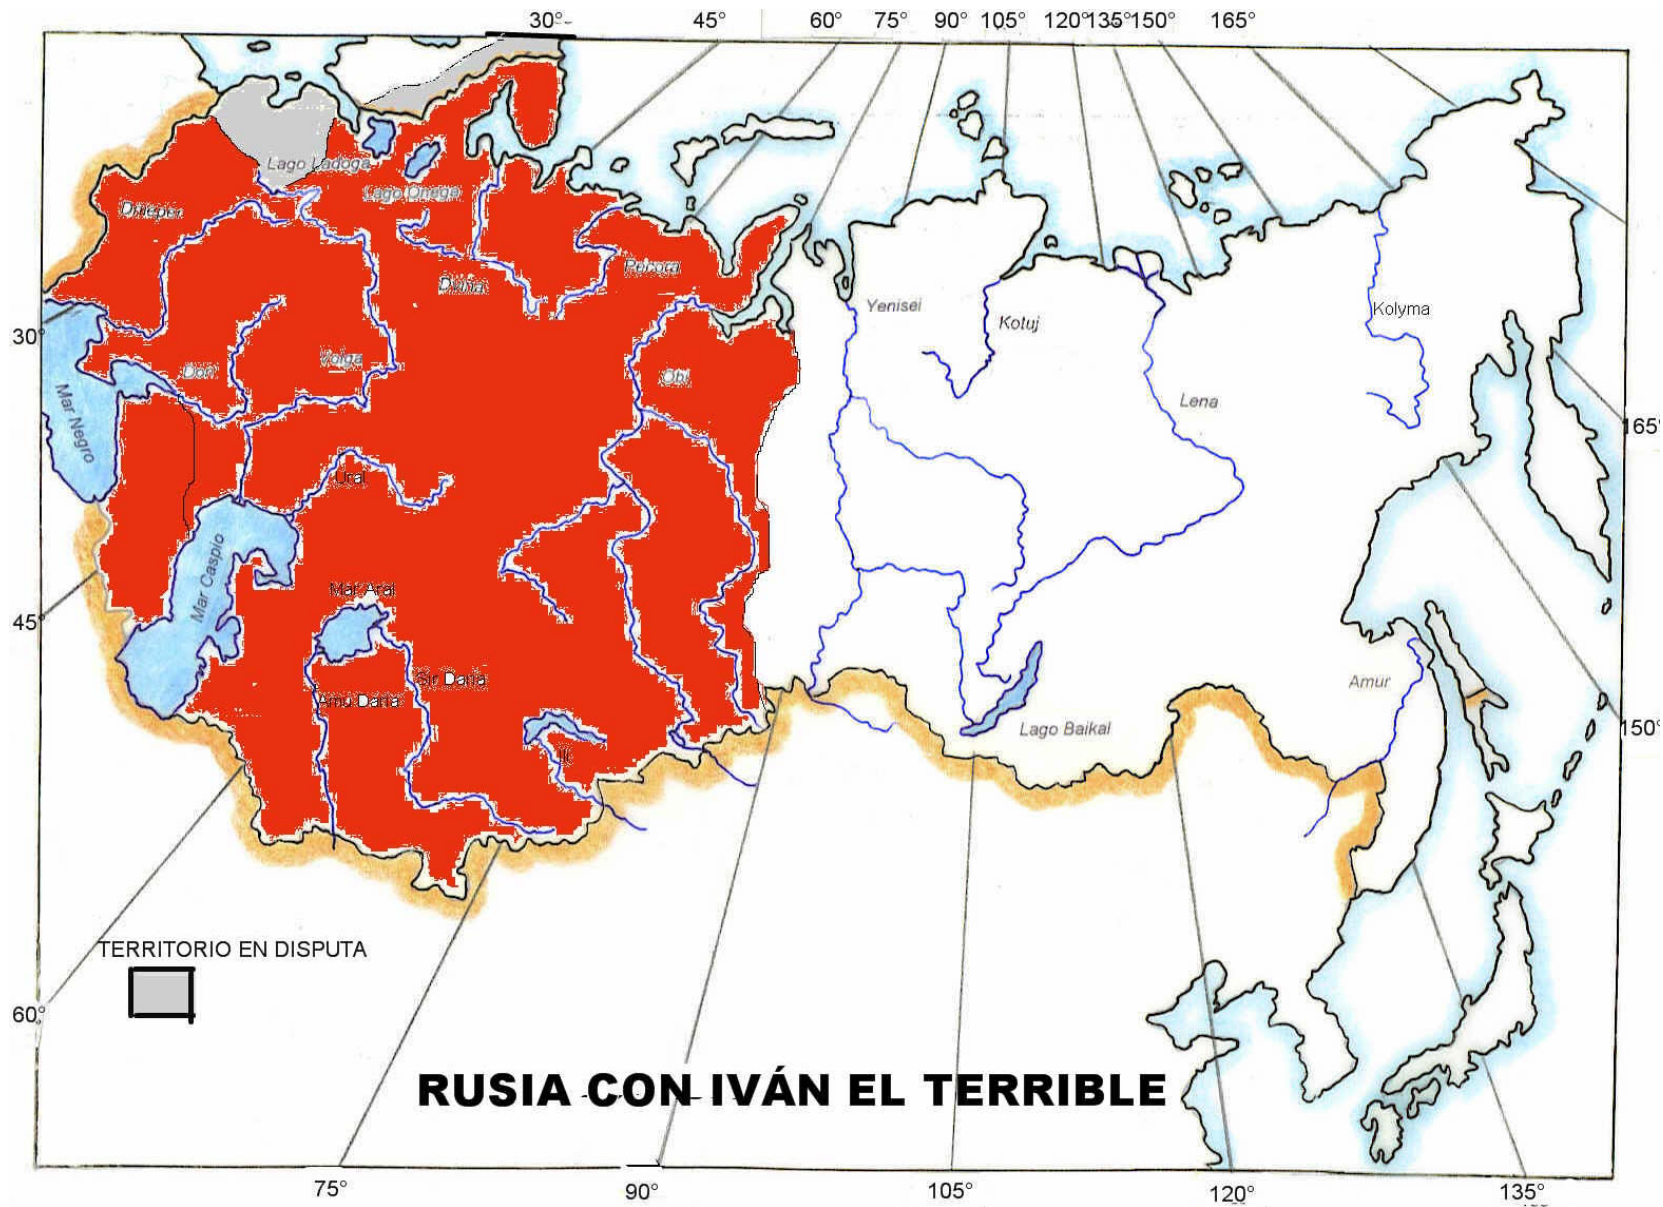 30°
45°
60°
75°
90°
105°
120°
135°
150°
165°
Lago Ladoga
Lago Onega
Dnieper
Dvina
Pechora
Yenisei
Kotuj
Kolyma
30°
Don
Volga
Obi
Lena
Mar Negro
165°
Ural
Mar Caspio
Mar Aral
45°
Sir Daria
Amu Daria
Amur
Lago Baikal
150°
Ili
TERRITORIO EN DISPUTA
60°
RUSIA CON IVÁN EL TERRIBLE
75°
90°
105°
120°
135°